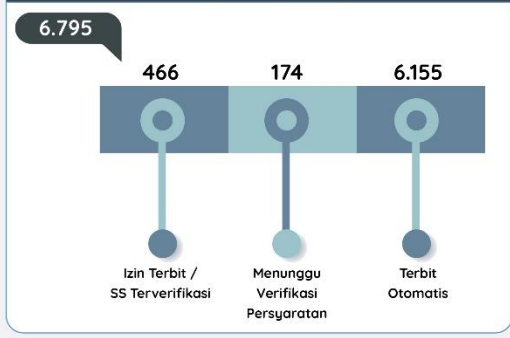 6.795
466
174
6.155
Izin Terbit /
SS Terverifikasi
Menunggu
Verifikasi
Persyaratan
Terbit
Otomatis